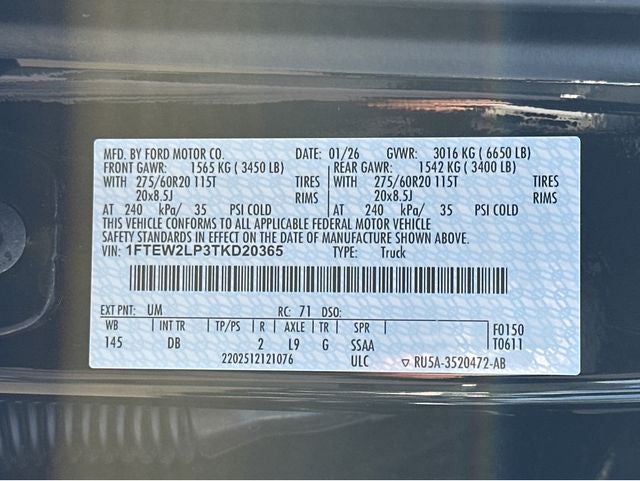 MFD. BY FORD MOTOR CO. DATE: 01/26 GVWR: 3016 KG ( 6650 LB)
FRONT GAWR: 1565 KG ( 3450 LB) REAR GAWR: 1542 KG ( 3400 LB)
WITH 275/60R20 115T TIRES WITH 275/60R20 115T TIRES
20x8.5J RIMS 20x8.5J RIMS
AT 240 kPa/ 35 PSI COLD AT 240 kPa/ 35 PSI COLD
THIS VEHICLE CONFORMS TO ALL APPLICABLE FEDERAL MOTOR VEHICLE
SAFETY STANDARDS IN EFFECT ON THE DATE OF MANUFACTURE SHOWN ABOVE.
VIN: 1FTEW2LP3TKD20365 TYPE: Truck
EXT PNT: UM RC: 71 DSO:
WB INT TR TP/PS R AXLE TR SPR F0150
145 DB 2 L9 G SSAA T0611
2202512121076 ULC ▽ RU5A-3520472-AB